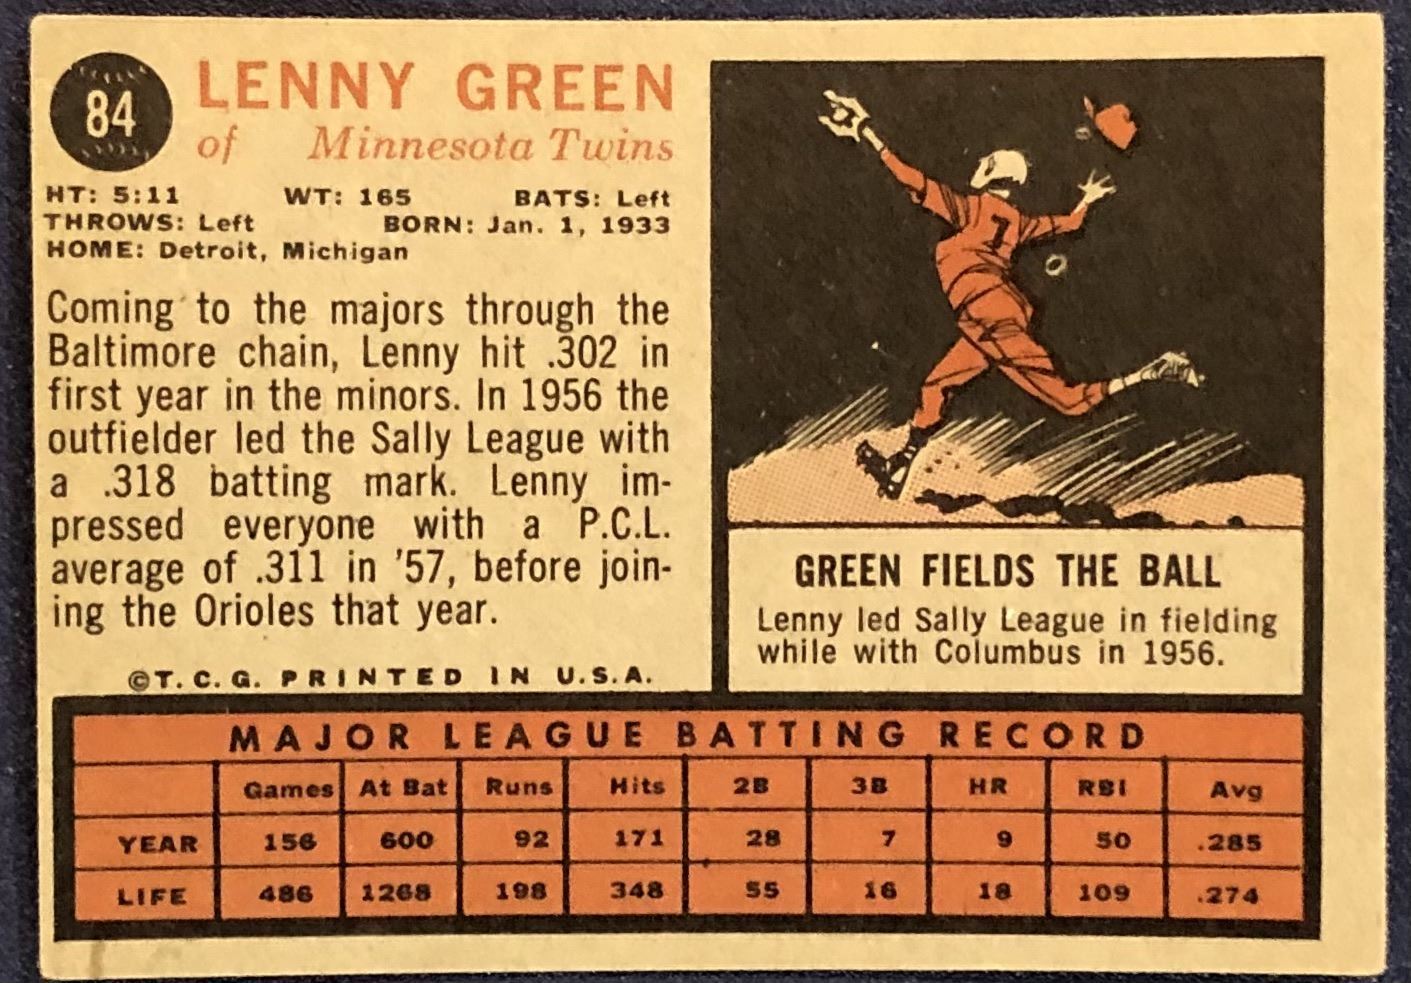 84
LENNY GREEN
of Minnesota Twins
HT: 5:11 WT: 165 BATS: Left
THROWS: Left BORN: Jan. 1, 1933
HOME: Detroit, Michigan
Coming to the majors through the
Baltimore chain, Lenny hit .302 in
first year in the minors. In 1956 the
outfielder led the Sally League with
a .318 batting mark. Lenny im-
pressed everyone with a P.C.L.
average of .311 in '57, before join-
ing the Orioles that year.
©T. C. G. PRINTED IN U.S.A.
7
GREEN FIELDS THE BALL
Lenny led Sally League in fielding
while with Columbus in 1956.
MAJOR LEAGUE BATTING RECORD
Games At Bat Runs Hits 2B 3B HR RBI Avg
YEAR 156 600 92 171 28 7 9 50 .285
LIFE 486 1268 198 348 55 16 18 109 .274